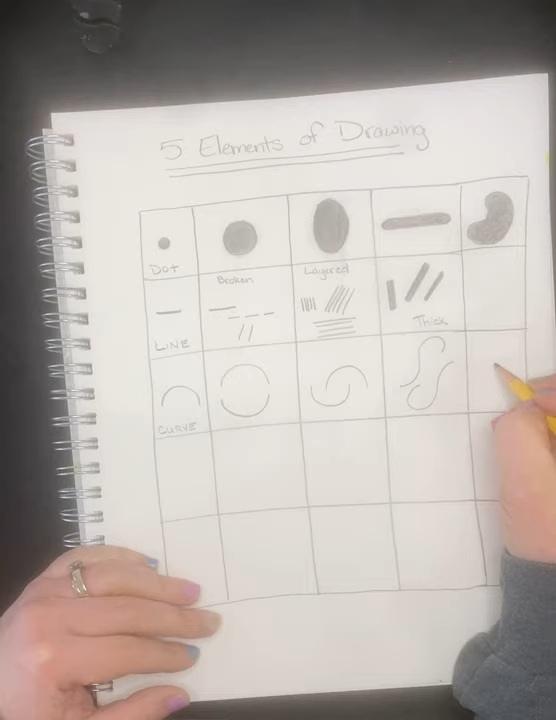 5 Elements of Drawing
Dot
Broken
Layered
LINE
Thick
CURVE